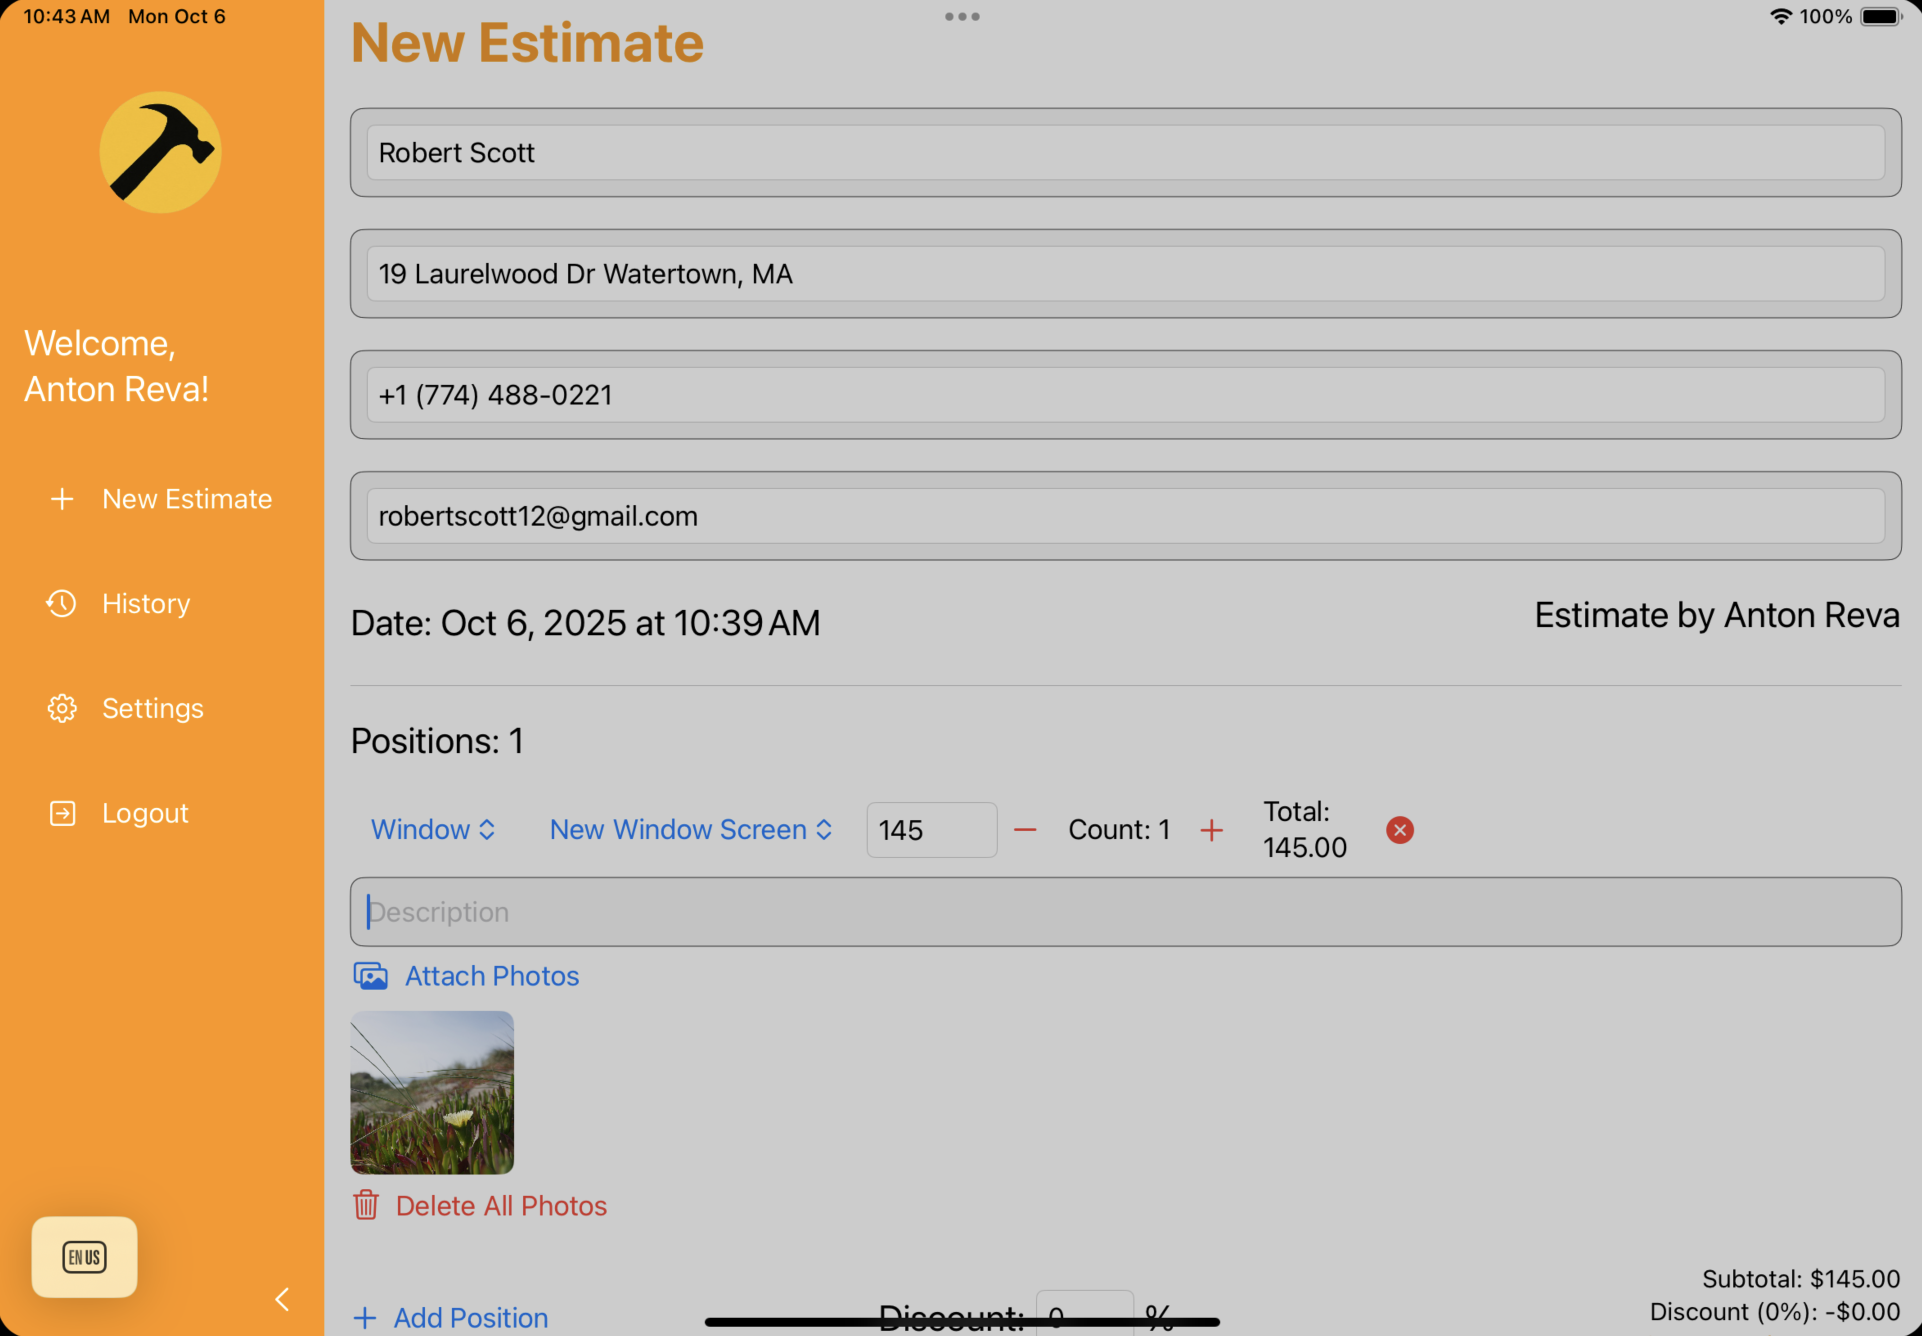 10:43 AM Mon Oct 6
100%
Welcome,
Anton Reva!
New Estimate
History
Settings
Logout
EN US
New Estimate
Robert Scott
19 Laurelwood Dr Watertown, MA
+1 (774) 488-0221
robertscott12@gmail.com
Date: Oct 6, 2025 at 10:39 AM
Estimate by Anton Reva
Positions: 1
Window
New Window Screen
145
Count: 1
Total:
145.00
Description
Attach Photos
Delete All Photos
Add Position
Discount: 0 %
Subtotal: $145.00
Discount (0%): -$0.00